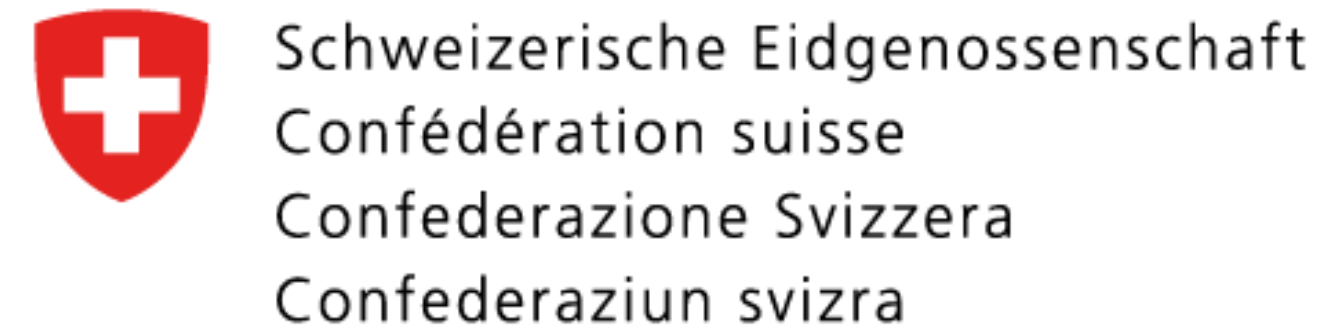 Schweizerische Eidgenossenschaft
Confédération suisse
Confederazione Svizzera
Confederaziun svizra